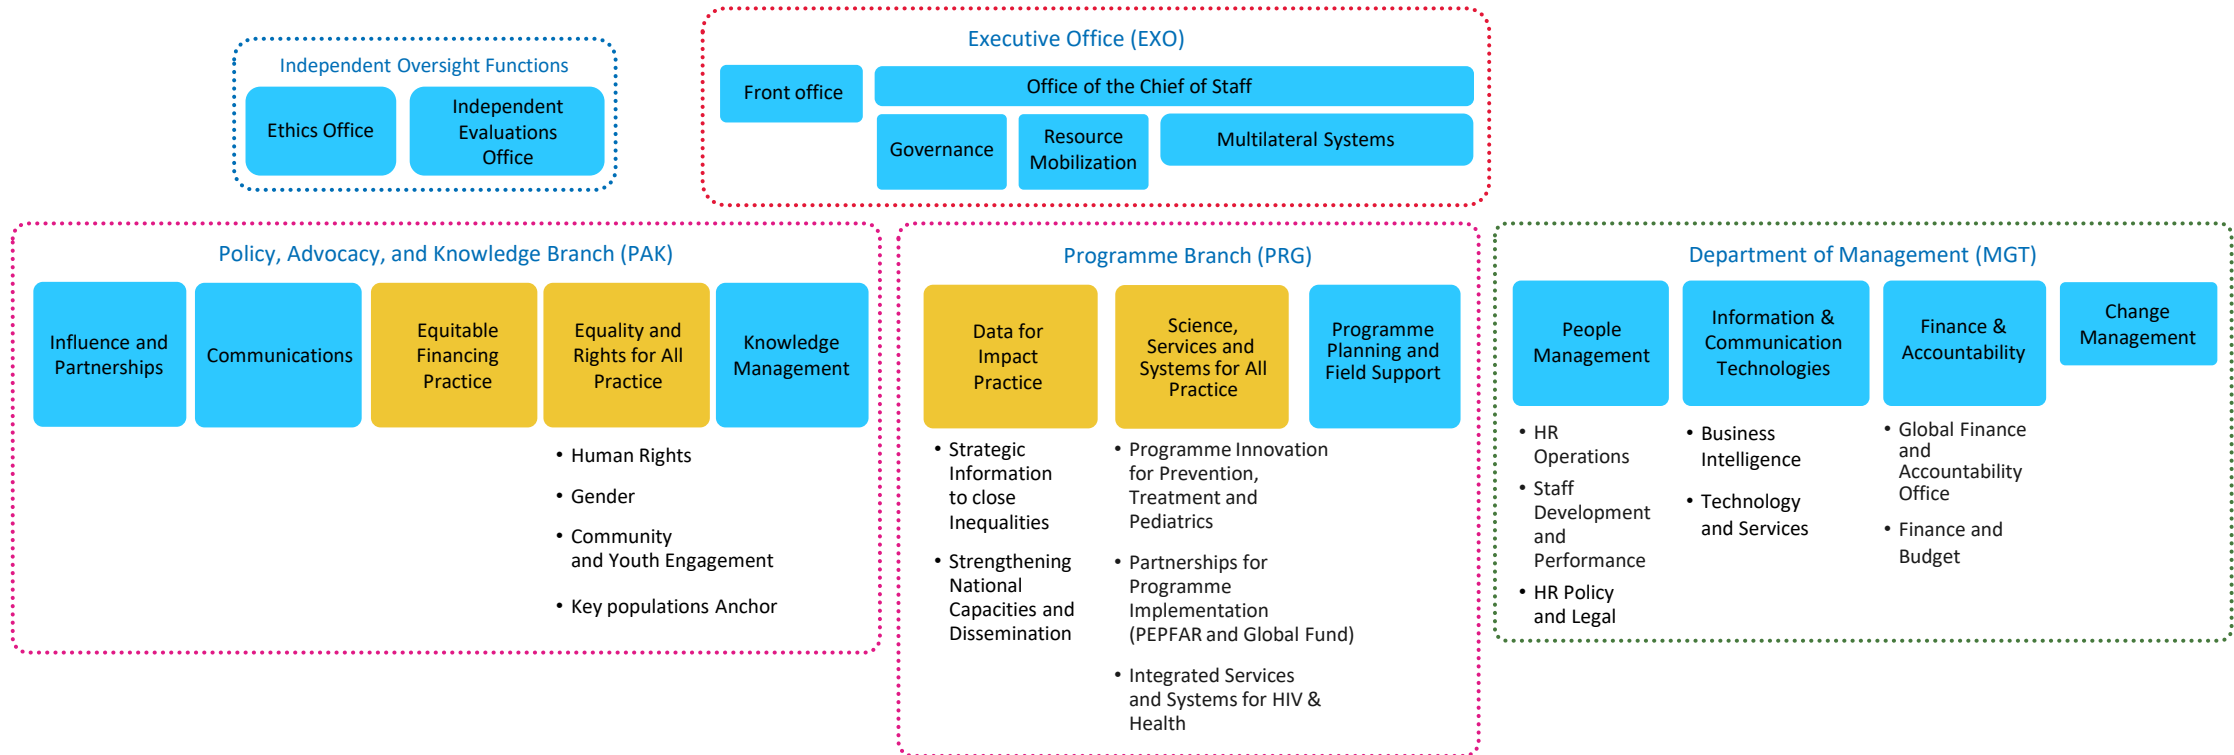 Independent Oversight Functions
Ethics Office
Independent
Evaluations
Office
Executive Office (EXO)
Front office
Office of the Chief of Staff
Governance
Resource
Mobilization
Multilateral Systems
Policy, Advocacy, and Knowledge Branch (PAK)
Influence and
Partnerships
Communications
Equitable
Financing
Practice
Equality and
Rights for All
Practice
Knowledge
Management
• Human Rights
• Gender
• Community
and Youth Engagement
• Key populations Anchor
Programme Branch (PRG)
Data for
Impact
Practice
Science,
Services and
Systems for All
Practice
Programme
Planning and
Field Support
• Strategic
Information
to close
Inequalities
• Strengthening
National
Capacities and
Dissemination
• Programme Innovation
for Prevention,
Treatment and
Pediatrics
• Partnerships for
Programme
Implementation
(PEPFAR and Global Fund)
• Integrated Services
and Systems for HIV &
Health
Department of Management (MGT)
People
Management
Information &
Communication
Technologies
Finance &
Accountability
Change
Management
• HR
Operations
• Staff
Development
and
Performance
• HR Policy
and Legal
• Business
Intelligence
• Technology
and Services
• Global Finance
and
Accountability
Office
• Finance and
Budget